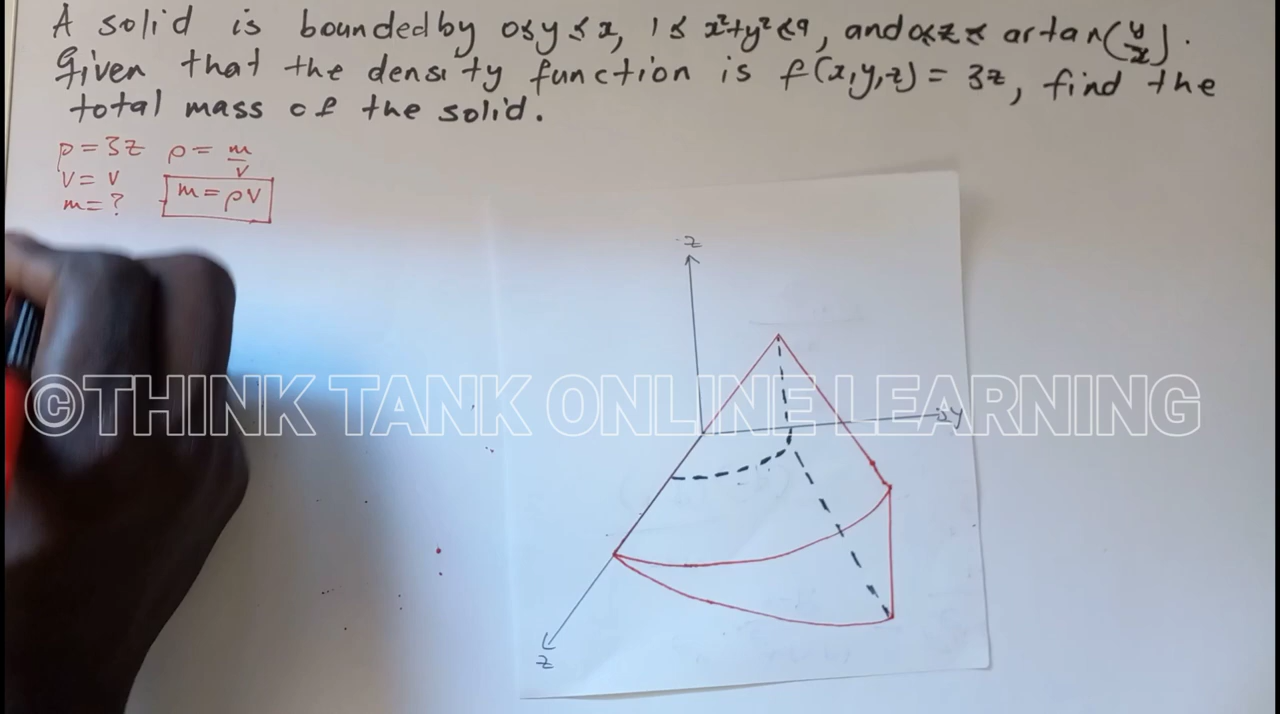 A solid is bounded by 0≤y≤x, 1≤ x²+y²≤9, and 0≤z≤ artan(y/x).
Given that the density function is f(x,y,z) = 3z, find the
total mass of the solid.
ρ = 3z ρ = m/v
v = v m = ρv
m = ?
z
©THINK TANK ONLINE LEARNING
y
z